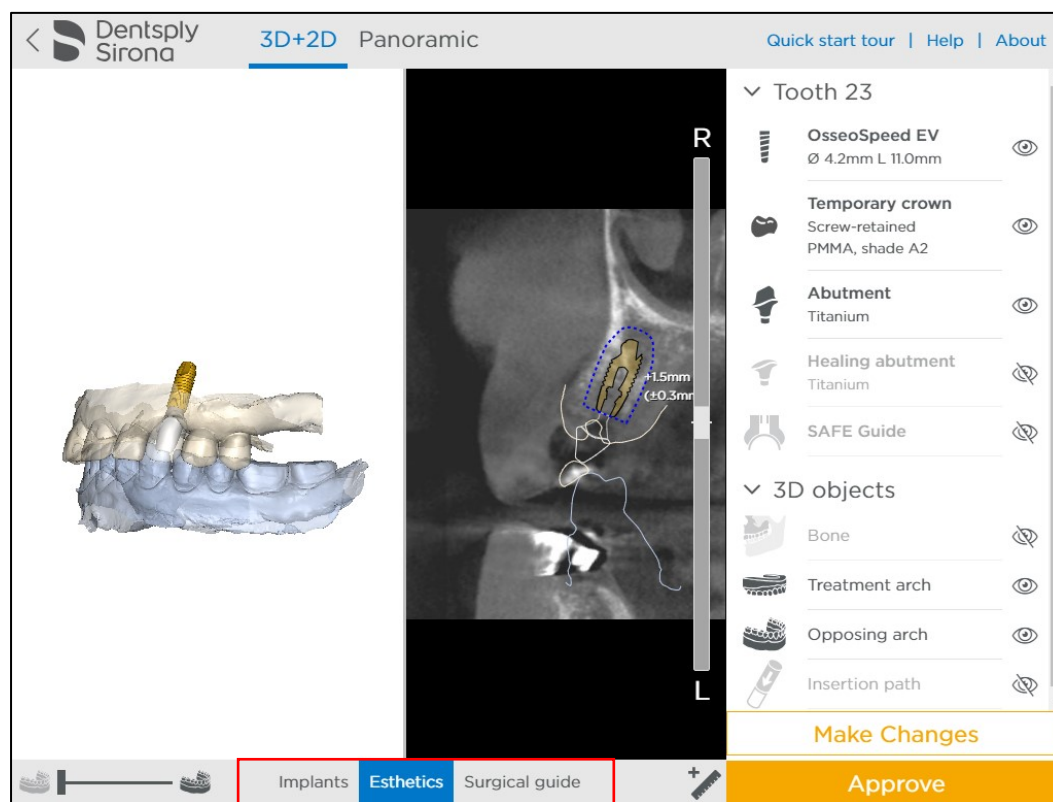 Dentsply
Sirona
3D+2D Panoramic
Quick start tour | Help | About
R
+1.5mm
(±0.3mm
L
Tooth 23
OsseoSpeed EV
Ø 4.2mm L 11.0mm
Temporary crown
Screw-retained
PMMA, shade A2
Abutment
Titanium
Healing abutment
Titanium
SAFE Guide
3D objects
Bone
Treatment arch
Opposing arch
Insertion path
Make Changes
Implants Esthetics Surgical guide
Approve